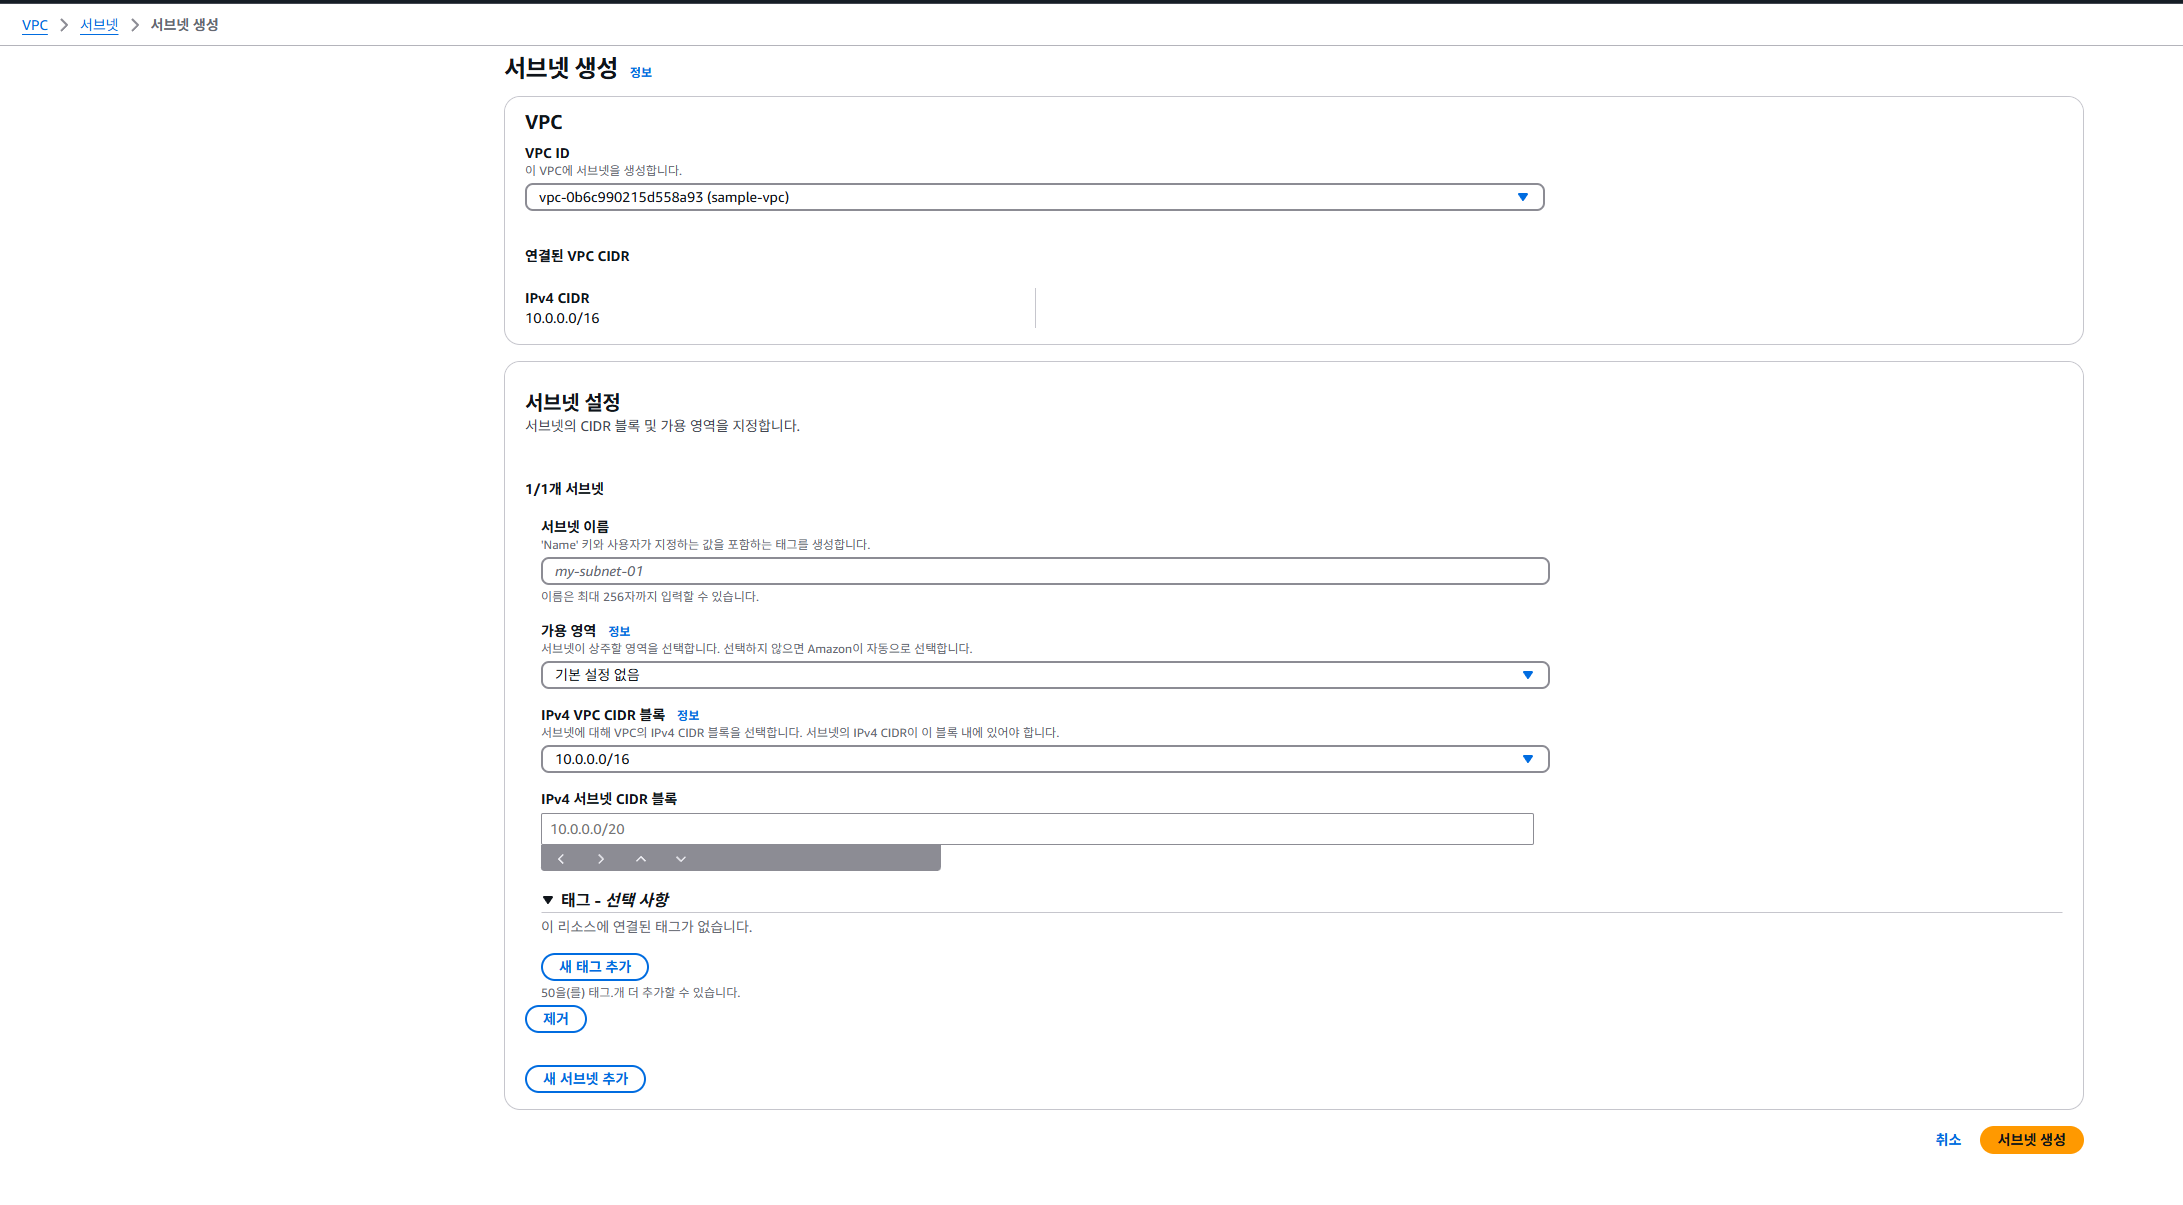 VPC > 서브넷 > 서브넷 생성
서브넷 생성 정보
VPC
VPC ID
이 VPC에 서브넷을 생성합니다.
vpc-0b6c990215d558a93 (sample-vpc)
연결된 VPC CIDR
IPv4 CIDR
10.0.0.0/16
서브넷 설정
서브넷의 CIDR 블록 및 가용 영역을 지정합니다.
1/1개 서브넷
서브넷 이름
'Name' 키와 사용자가 지정하는 값을 포함하는 태그를 생성합니다.
my-subnet-01
이름은 최대 256자까지 입력할 수 있습니다.
가용 영역 정보
서브넷이 상주할 영역을 선택합니다. 선택하지 않으면 Amazon이 자동으로 선택합니다.
기본 설정 없음
IPv4 VPC CIDR 블록 정보
서브넷에 대해 VPC의 IPv4 CIDR 블록을 선택합니다. 서브넷의 IPv4 CIDR이 이 블록 내에 있어야 합니다.
10.0.0.0/16
IPv4 서브넷 CIDR 블록
10.0.0.0/20
태그 - 선택 사항
이 리소스에 연결된 태그가 없습니다.
새 태그 추가
50을(를) 태그.개 더 추가할 수 있습니다.
제거
새 서브넷 추가
취소 서브넷 생성